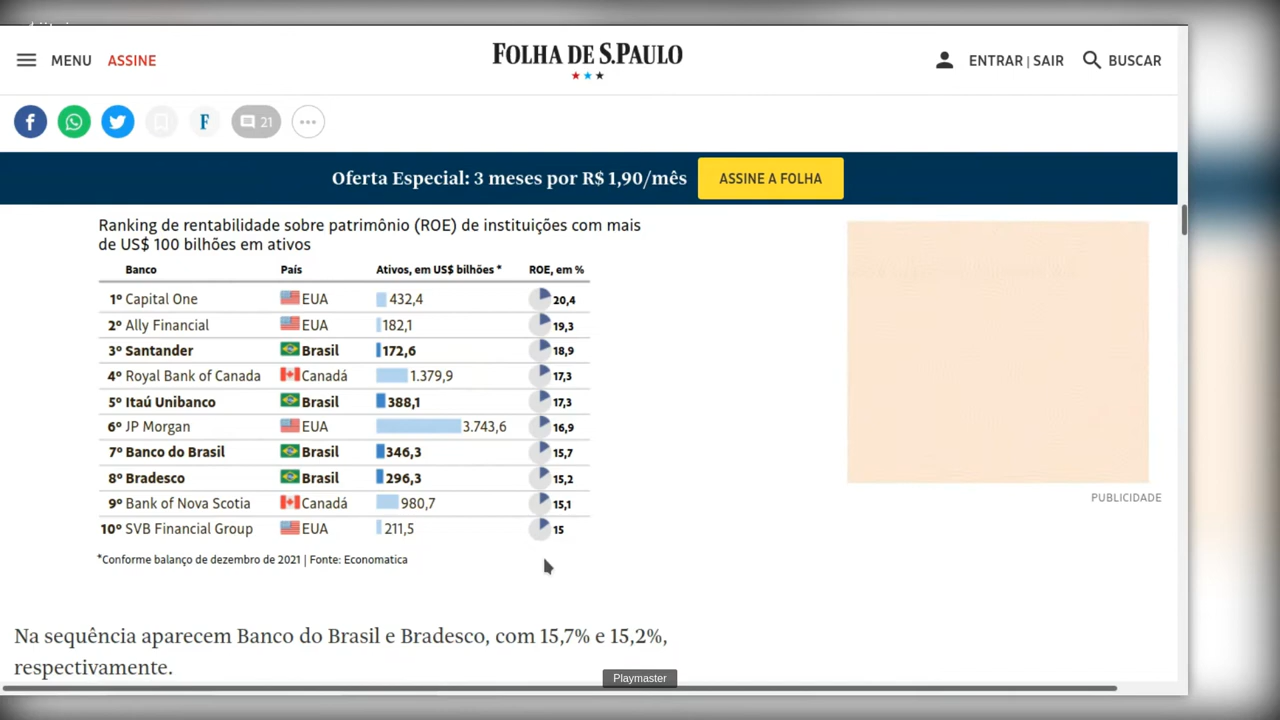 MENU ASSINE
FOLHA DE S.PAULO
ENTRAR | SAIR BUSCAR
F 21
Oferta Especial: 3 meses por R$ 1,90/mês ASSINE A FOLHA
Ranking de rentabilidade sobre patrimônio (ROE) de instituições com mais
de US$ 100 bilhões em ativos
Banco País Ativos, em US$ bilhões * ROE, em %
1º Capital One EUA 432,4 20,4
2º Ally Financial EUA 182,1 19,3
3º Santander Brasil 172,6 18,9
4º Royal Bank of Canada Canadá 1.379,9 17,3
5º Itaú Unibanco Brasil 388,1 17,3
6º JP Morgan EUA 3.743,6 16,9
7º Banco do Brasil Brasil 346,3 15,7
8º Bradesco Brasil 296,3 15,2
9º Bank of Nova Scotia Canadá 980,7 15,1
10º SVB Financial Group EUA 211,5 15
*Conforme balanço de dezembro de 2021 | Fonte: Economatica
PUBLICIDADE
Na sequência aparecem Banco do Brasil e Bradesco, com 15,7% e 15,2%,
respectivamente.
Playmaster